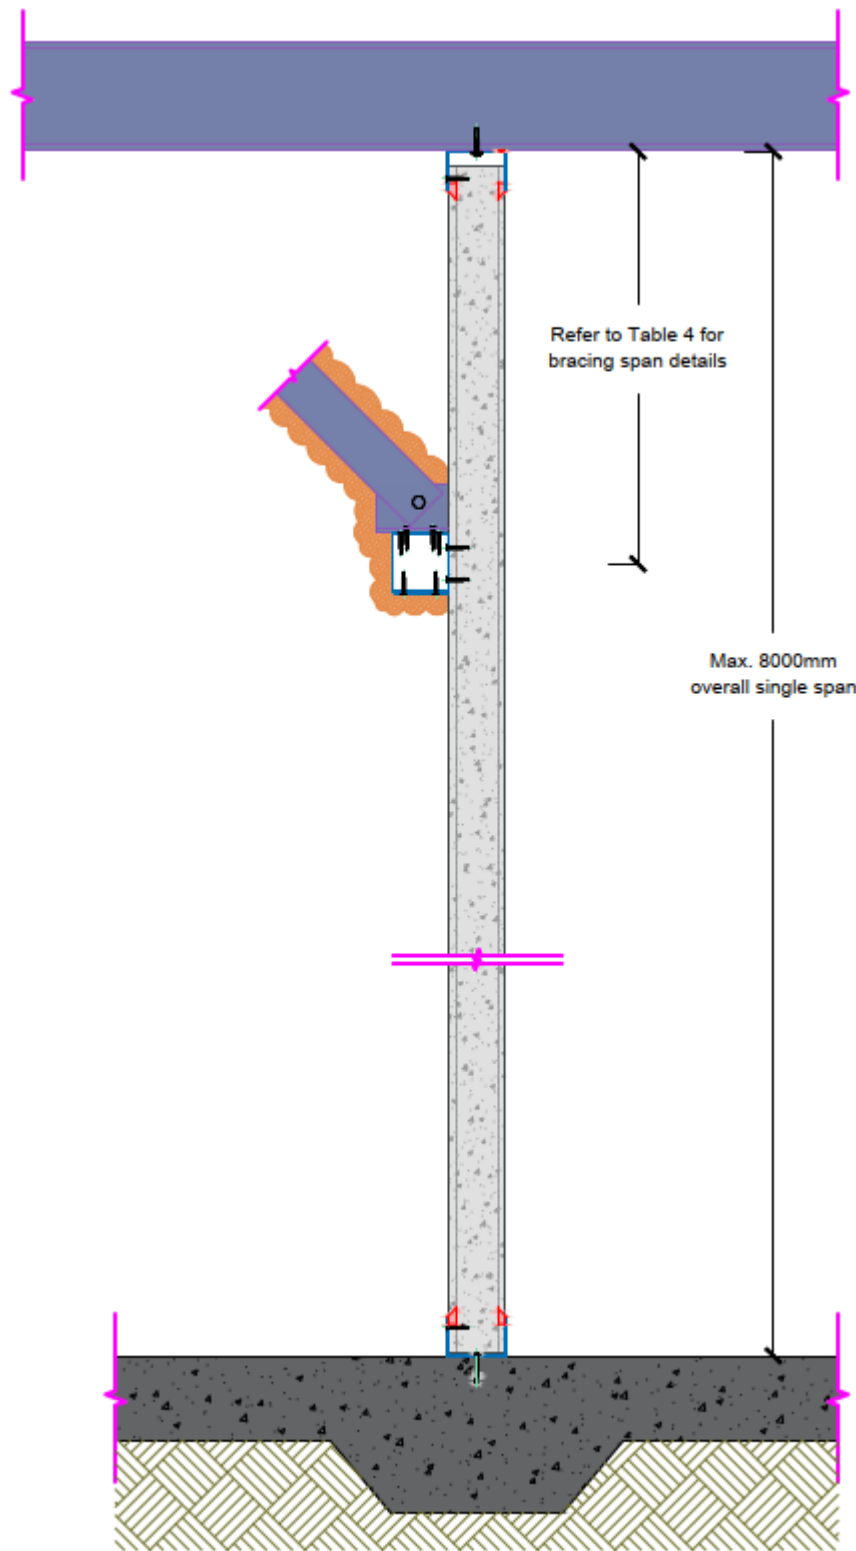 Refer to Table 4 for
bracing span details
Max. 8000mm
overall single span